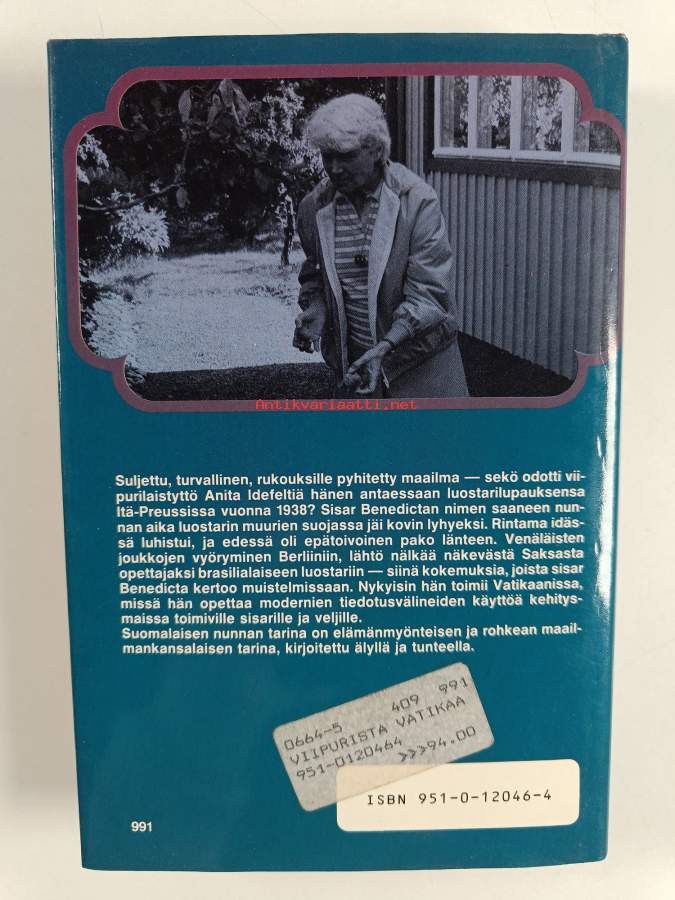 Antikvariaatti.net
Suljettu, turvallinen, rukouksille pyhitetty maailma — sekö odotti vii-
purilaistyttö Anita Idefeltiä hänen antaessaan luostarilupauksensa
Itä-Preussissa vuonna 1938? Sisar Benedictan nimen saaneen nun-
nan aika luostarin muurien suojassa jäi kovin lyhyeksi. Rintama idäs-
sä luhistui, ja edessä oli epätoivoinen pako länteen. Venäläisten
joukkojen vyöryminen Berliiniin, lähtö nälkää näkevästä Saksasta
opettajaksi brasilialaiseen luostariin — siinä kokemuksia, joista sisar
Benedicta kertoo muistelmissaan. Nykyisin hän toimii Vatikaanissa,
missä hän opettaa modernien tiedotusvälineiden käyttöä kehitys-
maissa toimiville sisarille ja veljille.
Suomalaisen nunnan tarina on elämänmyönteisen ja rohkean maail-
mankansalaisen tarina, kirjoitettu älyllä ja tunteella.
0664-5 409 991
VIIPURISTA VATIKAA
951-0120464 >>>94.00
ISBN 951-0-12046-4
991